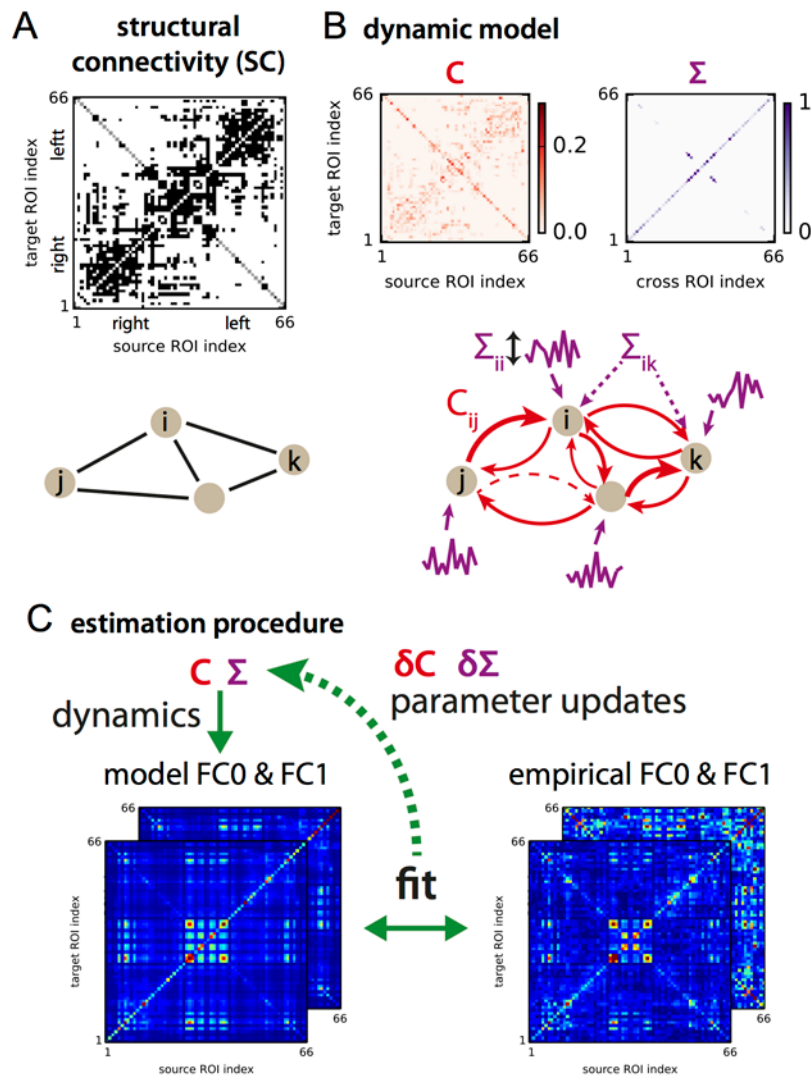 A
structural
connectivity (SC)
66
target ROI index
right leftt
1
1 right left 66
source ROI index
i
j
k
B dynamic model
C
66
target ROI index
1
1 66
source ROI index
0.2
0.0
Σ
66
1
1 66
cross ROI index
1
0
Σii
Σik
Cij
i
j
k
C estimation procedure
C Σ
δC δΣ
dynamics
parameter updates
model FC0 & FC1
66
66
target ROI index
1
1 66
66
source ROI index
fit
empirical FC0 & FC1
66
66
target ROI index
1
1 66
66
source ROI index